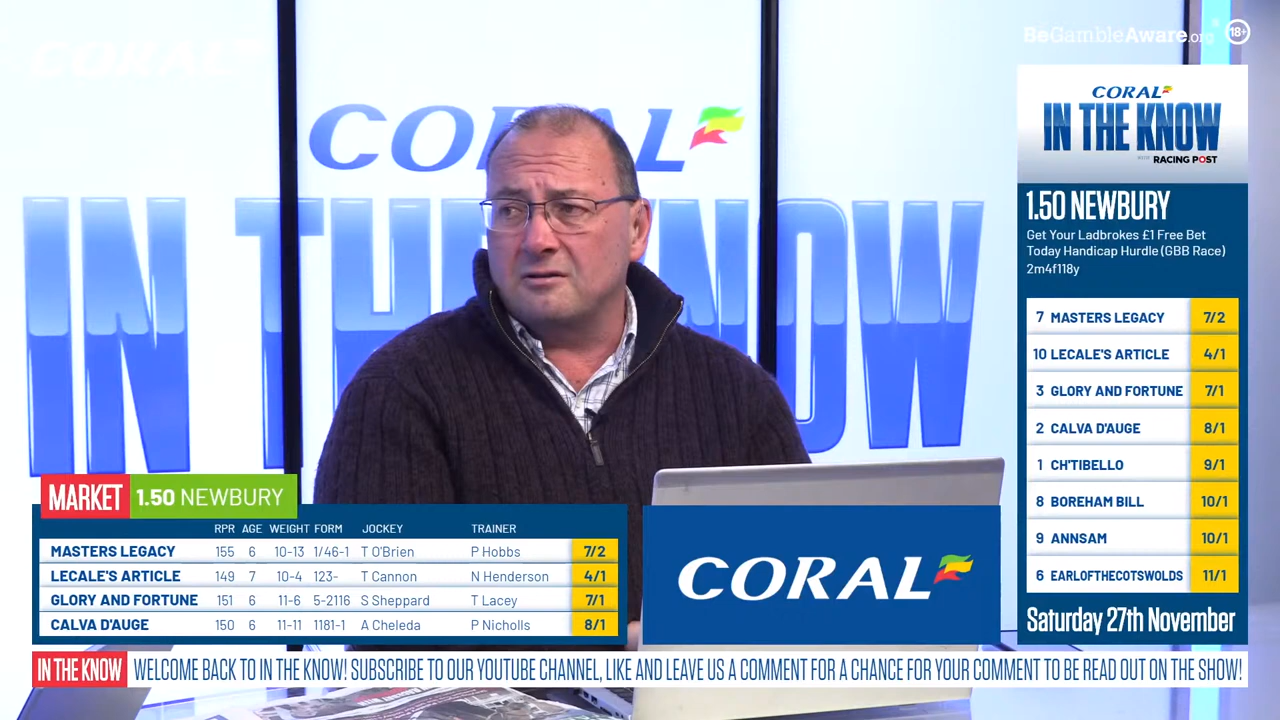 CORAL
BeGambleAware.org 18+
CORAL
IN THE KNOW
CORAL
IN THE KNOW
WITH RACING POST
1.50 NEWBURY
Get Your Ladbrokes £1 Free Bet
Today Handicap Hurdle (GBB Race)
2m4f118y
7 MASTERS LEGACY 7/2
10 LECALE'S ARTICLE 4/1
3 GLORY AND FORTUNE 7/1
2 CALVA D'AUGE 8/1
1 CH'TIBELLO 9/1
8 BOREHAM BILL 10/1
9 ANNSAM 10/1
6 EARLOFTHECOTSWOLDS 11/1
Saturday 27th November
MARKET 1.50 NEWBURY
RPR AGE WEIGHT FORM JOCKEY TRAINER
MASTERS LEGACY 155 6 10-13 1/46-1 T O'Brien P Hobbs 7/2
LECALE'S ARTICLE 149 7 10-4 123- T Cannon N Henderson 4/1
GLORY AND FORTUNE 151 6 11-6 5-2116 S Sheppard T Lacey 7/1
CALVA D'AUGE 150 6 11-11 1181-1 A Cheleda P Nicholls 8/1
CORAL
IN THE KNOW WELCOME BACK TO IN THE KNOW! SUBSCRIBE TO OUR YOUTUBE CHANNEL, LIKE AND LEAVE US A COMMENT FOR A CHANCE FOR YOUR COMMENT TO BE READ OUT ON THE SHOW!